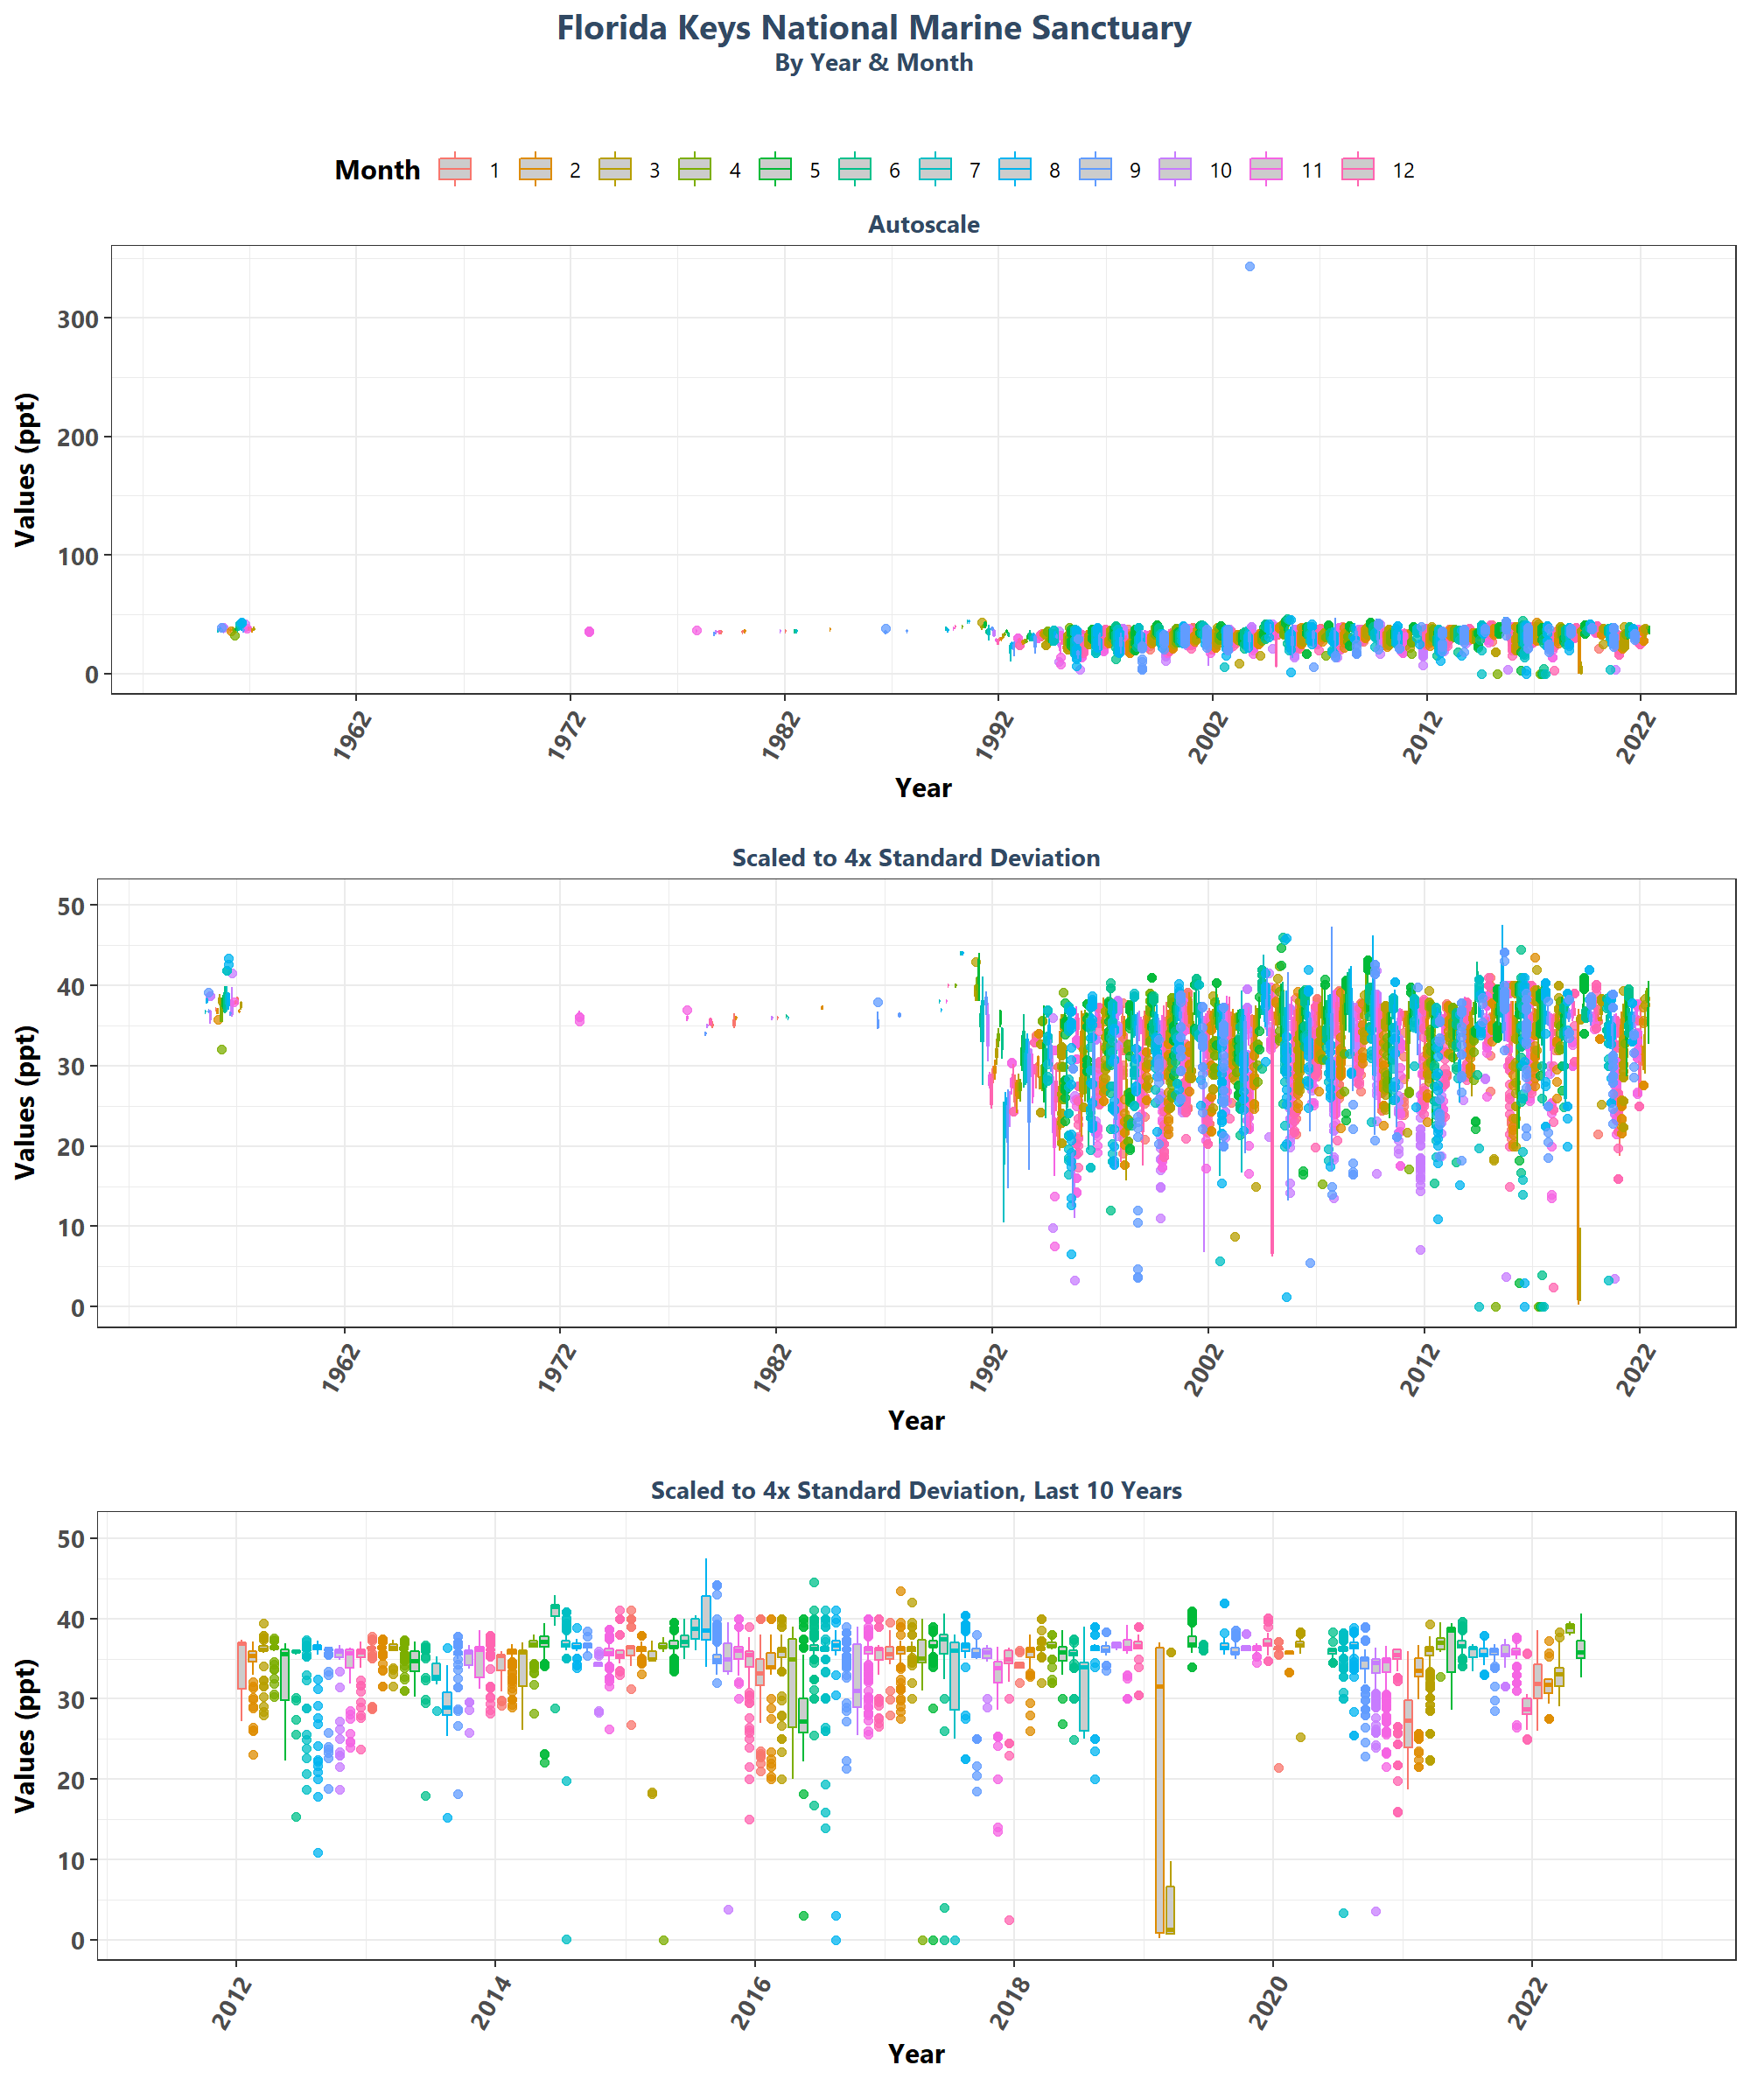 Florida Keys National Marine Sanctuary
By Year & Month
Month 1 2 3 4 5 6 7 8 9 10 11 12
Autoscale
Values (ppt)
300
200
100
0
1962 1972 1982 1992 2002 2012 2022
Year
Scaled to 4x Standard Deviation
Values (ppt)
50
40
30
20
10
0
1962 1972 1982 1992 2002 2012 2022
Year
Scaled to 4x Standard Deviation, Last 10 Years
Values (ppt)
50
40
30
20
10
0
2012 2014 2016 2018 2020 2022
Year